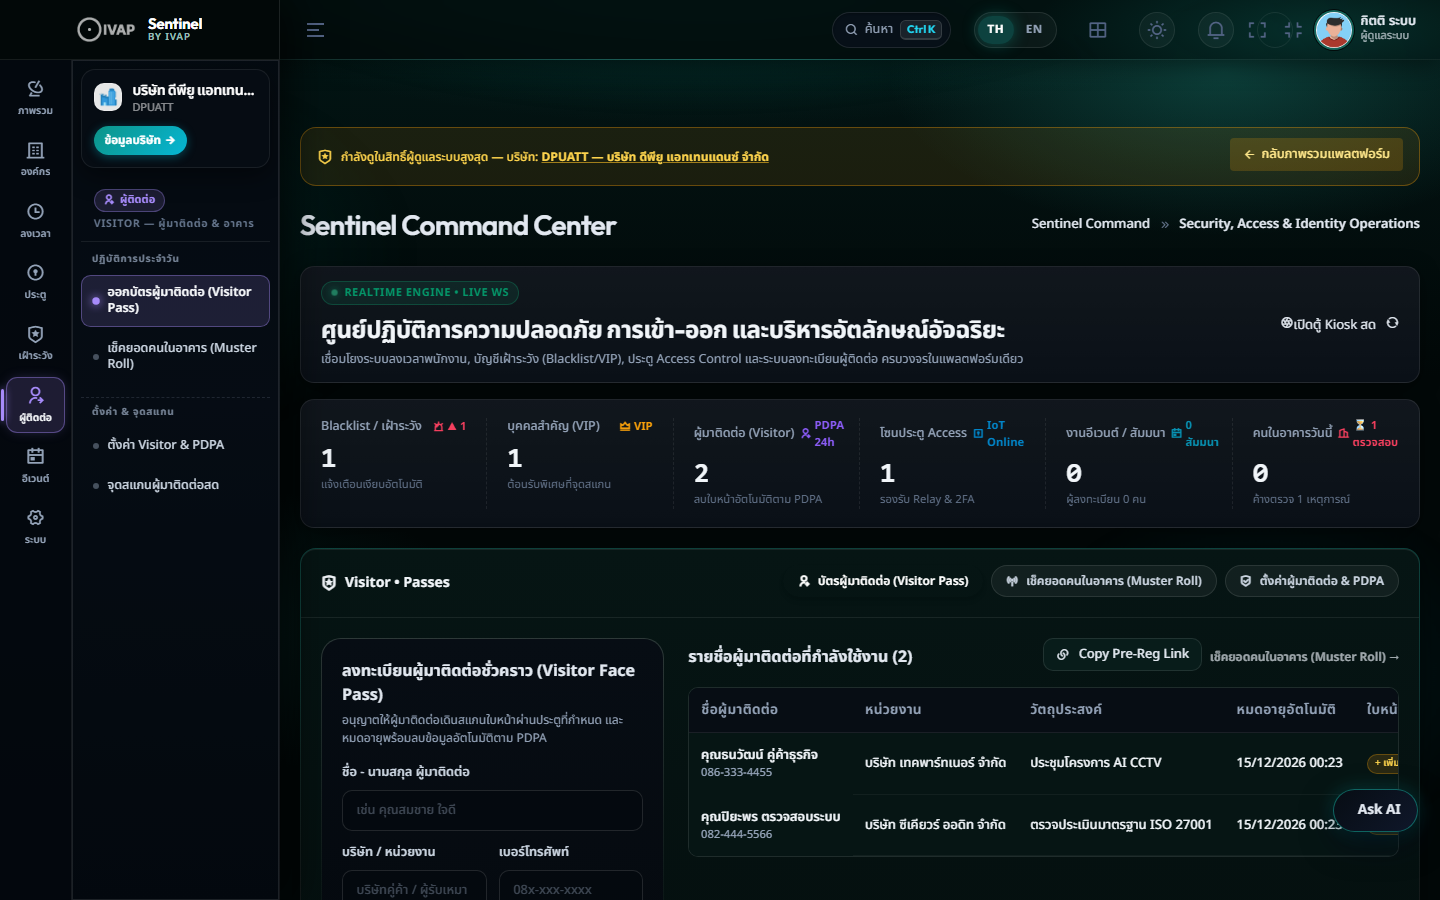 IVAP
Sentinel
BY IVAP
ค้นหา
Ctrl K
TH
EN
กิตติ ระบบ
ผู้ดูแลระบบ
ภาพรวม
องค์กร
ลงเวลา
ประตู
เฝ้าระวัง
ผู้ติดต่อ
อีเวนต์
ระบบ
บริษัท ดีพียู แอทเทน...
DPUATT
ข้อมูลบริษัท →
ผู้ติดต่อ
VISITOR — ผู้มาติดต่อ & อาคาร
ปฏิบัติการประจำวัน
ออกบัตรผู้มาติดต่อ (Visitor
Pass)
เช็คยอดคนในอาคาร (Muster
Roll)
ตั้งค่า & จุดสแกน
ตั้งค่า Visitor & PDPA
จุดสแกนผู้มาติดต่อสด
กำลังดูในสิทธิ์ผู้ดูแลระบบสูงสุด — บริษัท: DPUATT — บริษัท ดีพียู แอทเทนแดนซ์ จำกัด
← กลับภาพรวมแพลตฟอร์ม
Sentinel Command Center
Sentinel Command » Security, Access & Identity Operations
REALTIME ENGINE • LIVE WS
ศูนย์ปฏิบัติการความปลอดภัย การเข้า-ออก และบริหารอัตลักษณ์อัจฉริยะ
เชื่อมโยงระบบลงเวลาพนักงาน, บัญชีเฝ้าระวัง (Blacklist/VIP), ประตู Access Control และระบบลงทะเบียนผู้ติดต่อ ครบวงจรในแพลตฟอร์มเดียว
เปิดตู้ Kiosk สด
Blacklist / เฝ้าระวัง ▲ 1
1
แจ้งเตือนเงียบอัตโนมัติ
บุคคลสำคัญ (VIP) VIP
1
ต้อนรับพิเศษที่จุดสแกน
ผู้มาติดต่อ (Visitor) PDPA
24h
2
ลบใบหน้าอัตโนมัติตาม PDPA
โซนประตู Access IoT
Online
1
รองรับ Relay & 2FA
งานอีเวนต์ / สัมมนา 0
สัมมนา
0
ผู้ลงทะเบียน 0 คน
คนในอาคารวันนี้ ⏳ 1
ตรวจสอบ
0
ค้างตรวจ 1 เหตุการณ์
Visitor • Passes
บัตรผู้มาติดต่อ (Visitor Pass)
เช็คยอดคนในอาคาร (Muster Roll)
ตั้งค่าผู้มาติดต่อ & PDPA
ลงทะเบียนผู้มาติดต่อชั่วคราว (Visitor Face
Pass)
อนุญาตให้ผู้มาติดต่อเดินสแกนใบหน้าผ่านประตูที่กำหนด และ
หมดอายุพร้อมลบข้อมูลอัตโนมัติตาม PDPA
ชื่อ - นามสกุล ผู้มาติดต่อ
เช่น คุณสมชาย ใจดี
บริษัท / หน่วยงาน
เบอร์โทรศัพท์
บริษัทคู่ค้า / ผู้รับเหมา
08x-xxx-xxxx
รายชื่อผู้มาติดต่อที่กำลังใช้งาน (2)
Copy Pre-Reg Link
เช็คยอดคนในอาคาร (Muster Roll) →
ชื่อผู้มาติดต่อ หน่วยงาน วัตถุประสงค์ หมดอายุอัตโนมัติ ใบหน้
คุณธนวัฒน์ คู่ค้าธุรกิจ
086-333-4455
บริษัท เทคพาร์ทเนอร์ จำกัด
ประชุมโครงการ AI CCTV
15/12/2026 00:23
+ เพิ่ม
คุณปิยะพร ตรวจสอบระบบ
082-444-5566
บริษัท ซีเคียวร์ ออดิท จำกัด
ตรวจประเมินมาตรฐาน ISO 27001
15/12/2026 00:23
Ask AI